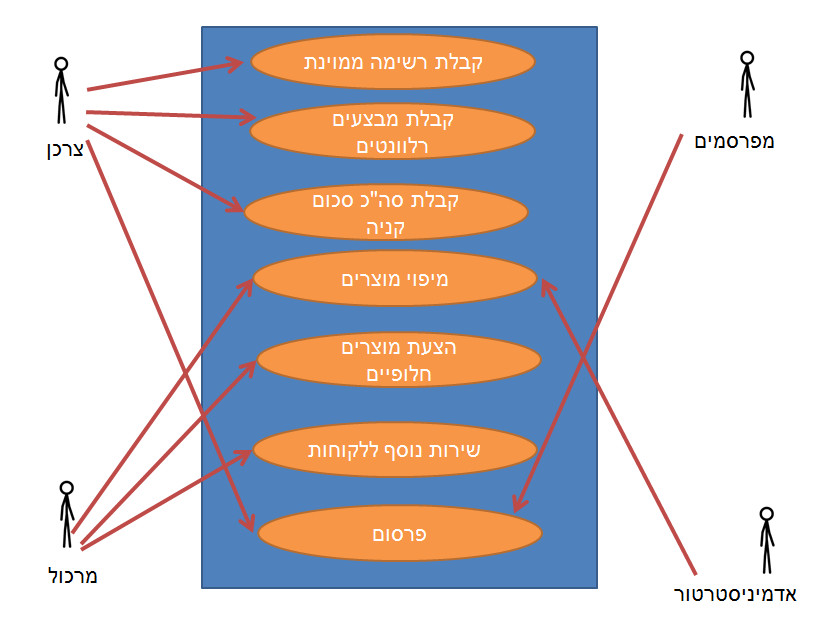 קבלת רשימה ממוינת
קבלת מבצעים
רלוונטים
קבלת סה"כ סכום
קניה
מיפוי מוצרים
הצעת מוצרים
חלופיים
שירות נוסף ללקוחות
פרסום
צרכן
מרכול
מפרסמים
אדמיניסטרטור